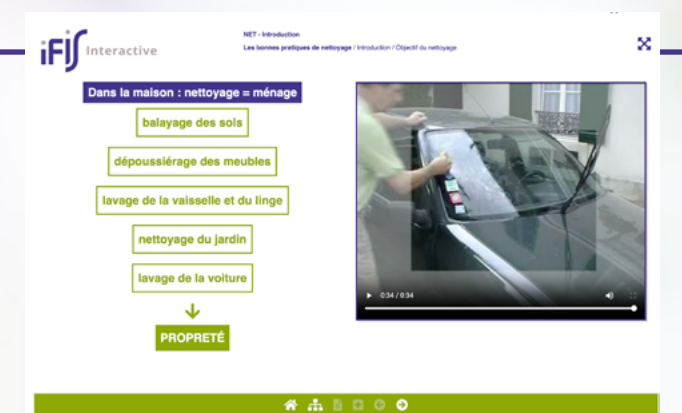 iFIS Interactive
NET - Introduction
Les bonnes pratiques de nettoyage / Introduction / Objectif du nettoyage
Dans la maison : nettoyage = ménage
balayage des sols
dépoussiérage des meubles
lavage de la vaisselle et du linge
nettoyage du jardin
lavage de la voiture
PROPRETÉ
0:34 / 0:34